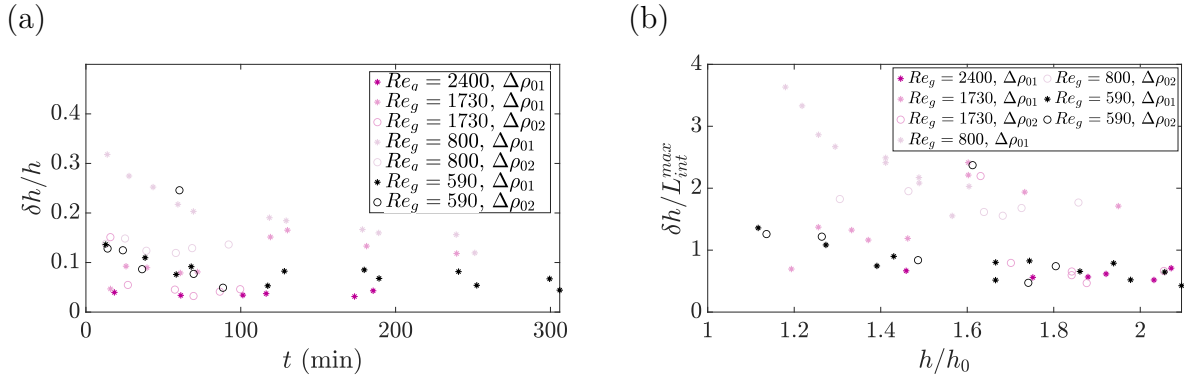 (a)
δh/h
0.4
0.3
0.2
0.1
0
0
100
200
300
t (min)
Re_a = 2400, Δρ_01
Re_g = 1730, Δρ_01
Re_g = 1730, Δρ_02
Re_g = 800, Δρ_01
Re_a = 800, Δρ_02
Re_g = 590, Δρ_01
Re_g = 590, Δρ_02
(b)
δh/L_int^max
4
3
2
1
0
1
1.2
1.4
1.6
1.8
2
h/h_0
Re_g = 2400, Δρ_01
Re_g = 1730, Δρ_01
Re_g = 1730, Δρ_02
Re_g = 800, Δρ_01
Re_g = 800, Δρ_02
Re_g = 590, Δρ_01
Re_g = 590, Δρ_02